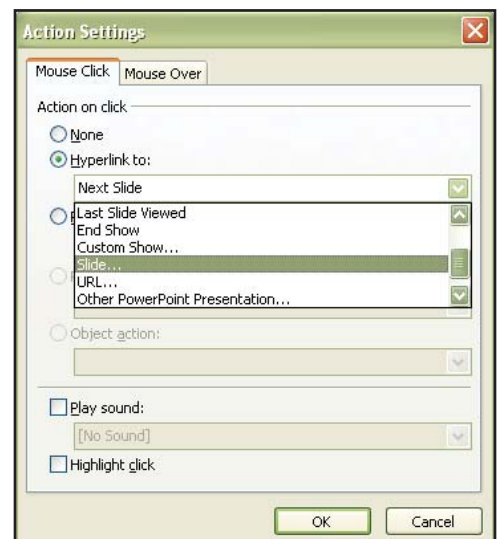 Action Settings
Mouse Click
Mouse Over
Action on click
None
Hyperlink to:
Next Slide
Last Slide Viewed
End Show
Custom Show...
Slide...
URL...
Other PowerPoint Presentation...
Object action:
Play sound:
[No Sound]
Highlight click
OK
Cancel